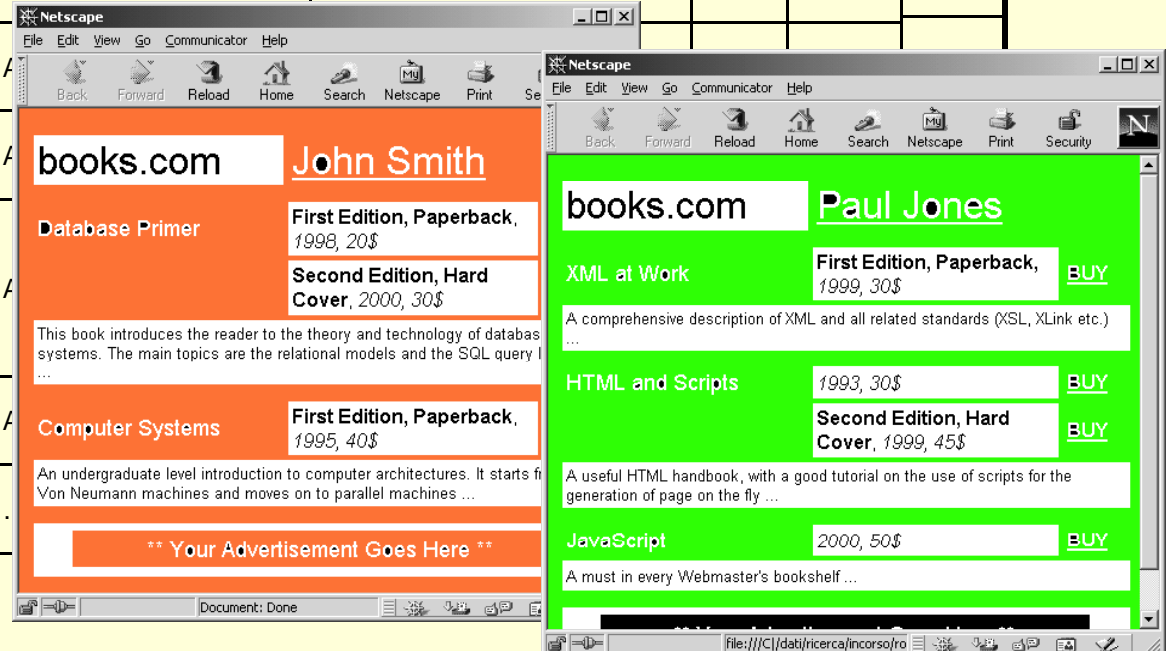 Netscape
File Edit View Go Communicator Help
Back Forward Reload Home Search Netscape Print
books.com John Smith
Database Primer
First Edition, Paperback,
1998, 20$
Second Edition, Hard
Cover, 2000, 30$
This book introduces the reader to the theory and technology of
systems. The main topics are the relational models and the SQL query
...
Computer Systems
First Edition, Paperback,
1995, 40$
An undergraduate level introduction to computer architectures. It starts
Von Neumann machines and moves on to parallel machines ...
** Your Advertisement Goes Here **
Document: Done
Netscape
File Edit View Go Communicator Help
Back Forward Reload Home Search Netscape Print Security
N
books.com Paul Jones
XML at Work
First Edition, Paperback,
1999, 30$
BUY
A comprehensive description of XML and all related standards (XSL, XLink etc.)
...
HTML and Scripts
1993, 30$
BUY
Second Edition, Hard
Cover, 1999, 45$
BUY
A useful HTML handbook, with a good tutorial on the use of scripts for the
generation of page on the fly ...
JavaScript
2000, 50$
BUY
A must in every Webmaster's bookshelf ...
file:///C|/dati/ricerca/incorso/ro